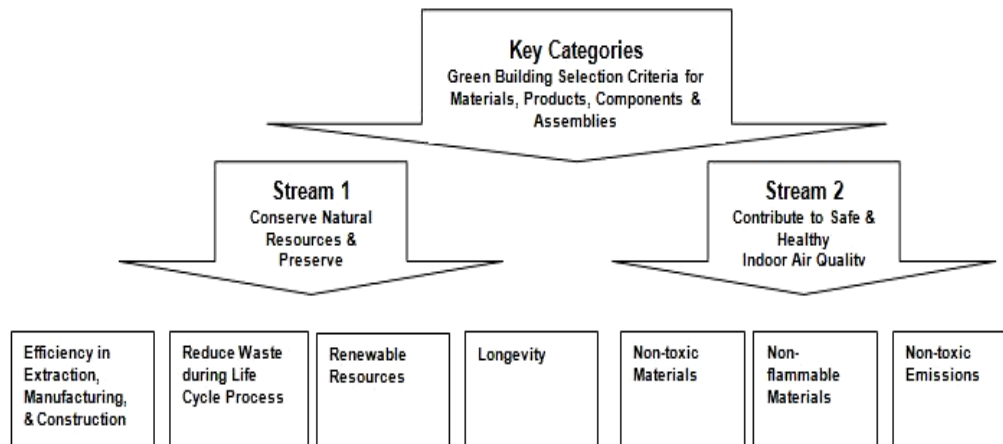 Key Categories
Green Building Selection Criteria for
Materials, Products, Components &
Assemblies
Stream 1
Conserve Natural
Resources &
Preserve
Stream 2
Contribute to Safe &
Healthy
Indoor Air Quality
Efficiency in
Extraction,
Manufacturing,
& Construction
Reduce Waste
during Life
Cycle Process
Renewable
Resources
Longevity
Non-toxic
Materials
Non-
flammable
Materials
Non-toxic
Emissions